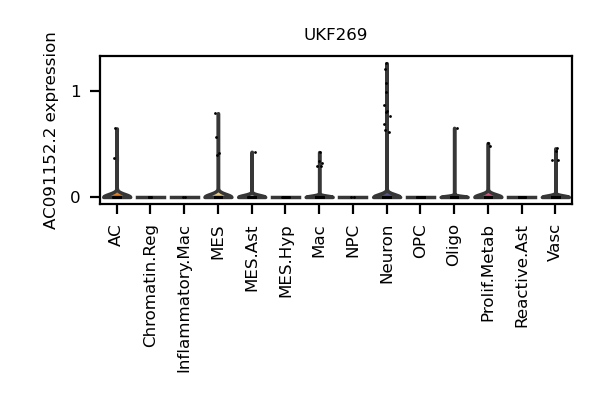 UKF269
AC091152.2 expression
1
0
AC
Chromatin.Reg
Inflammatory.Mac
MES
MES.Ast
MES.Hyp
Mac
NPC
Neuron
OPC
Oligo
Prolif.Metab
Reactive.Ast
Vasc